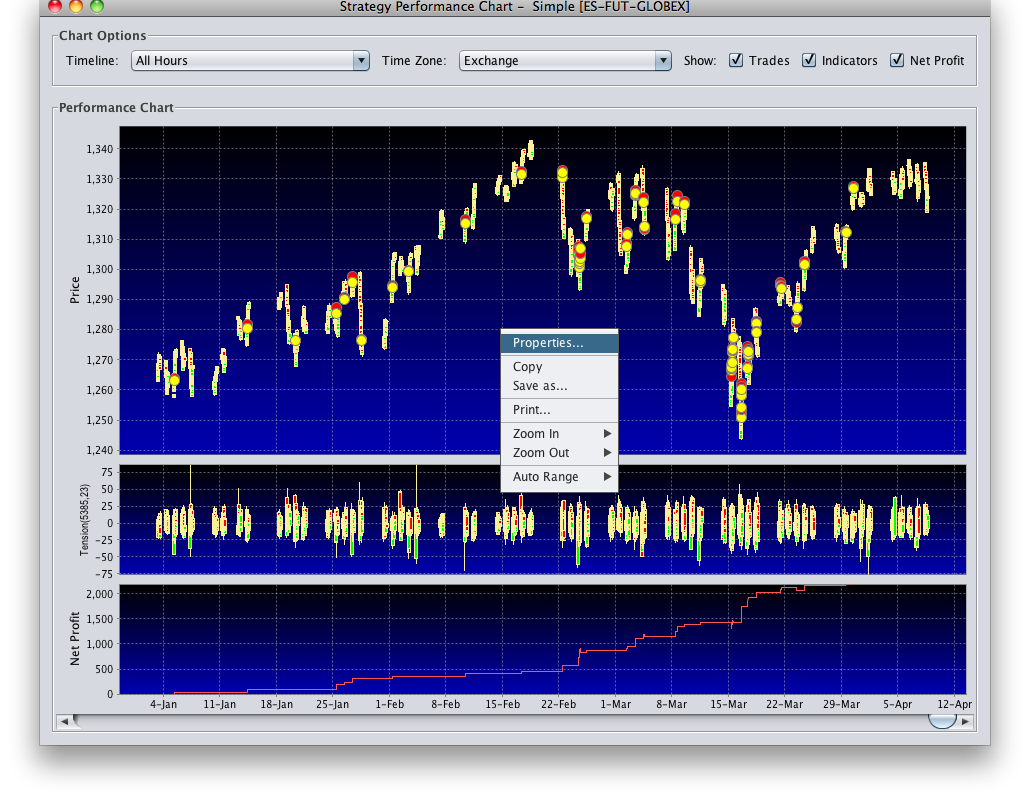 Strategy Performance Chart -  Simple [ES-FUT-GLOBEX]
Chart Options
Timeline: All Hours Time Zone: Exchange Show: Trades Indicators Net Profit
Performance Chart
Price
1,340
1,330
1,320
1,310
1,300
1,290
1,280
1,270
1,260
1,250
1,240
Properties...
Copy
Save as...
Print...
Zoom In
Zoom Out
Auto Range
Tension(5385,23)
75
50
25
0
-25
-50
-75
Net Profit
2,000
1,500
1,000
500
0
4-Jan 11-Jan 18-Jan 25-Jan 1-Feb 8-Feb 15-Feb 22-Feb 1-Mar 8-Mar 15-Mar 22-Mar 29-Mar 5-Apr 12-Apr